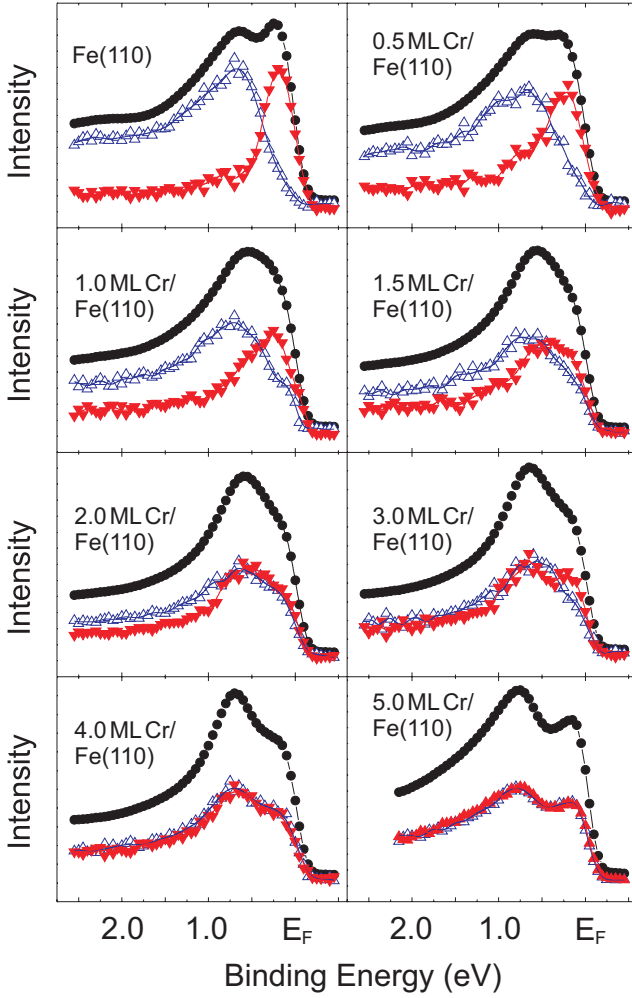 Fe(110)
0.5 ML Cr/
Fe(110)
Intensity
1.0 ML Cr/
Fe(110)
1.5 ML Cr/
Fe(110)
Intensity
2.0 ML Cr/
Fe(110)
3.0 ML Cr/
Fe(110)
Intensity
4.0 ML Cr/
Fe(110)
5.0 ML Cr/
Fe(110)
Intensity
2.0 1.0 EF 2.0 1.0 EF
Binding Energy (eV)